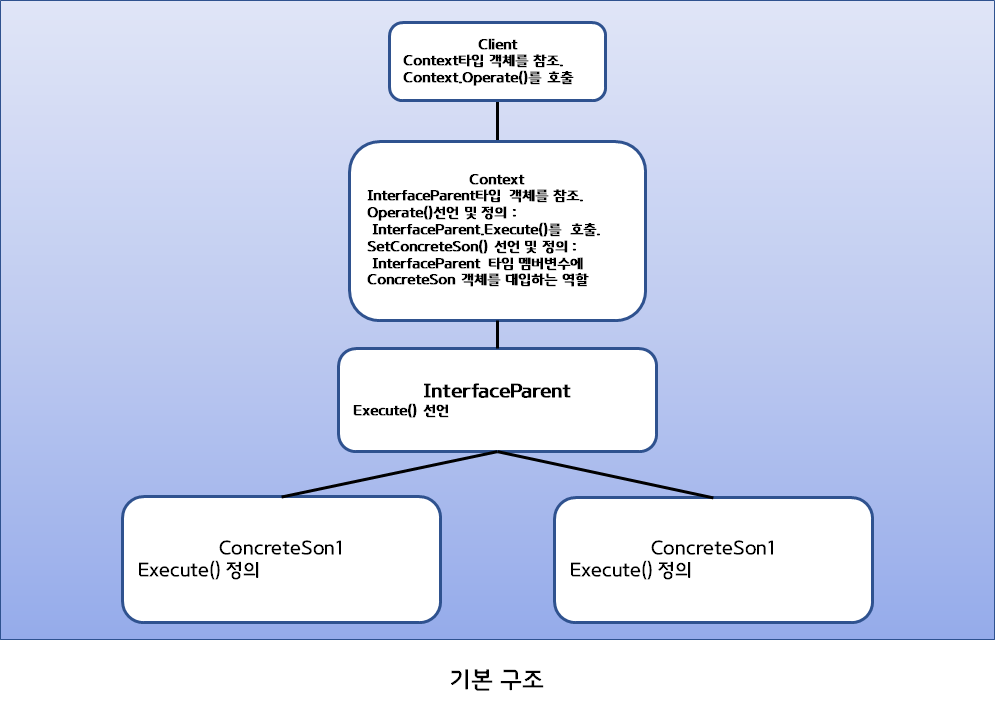 Client
Context타입 객체를 참조.
Context.Operate()를 호출
Context
InterfaceParent타입 객체를 참조.
Operate()선언 및 정의 :
InterfaceParent.Execute()를 호출.
SetConcreteSon() 선언 및 정의 :
InterfaceParent 타임 멤버변수에
ConcreteSon 객체를 대입하는 역할
InterfaceParent
Execute() 선언
ConcreteSon1
Execute() 정의
ConcreteSon1
Execute() 정의
기본 구조